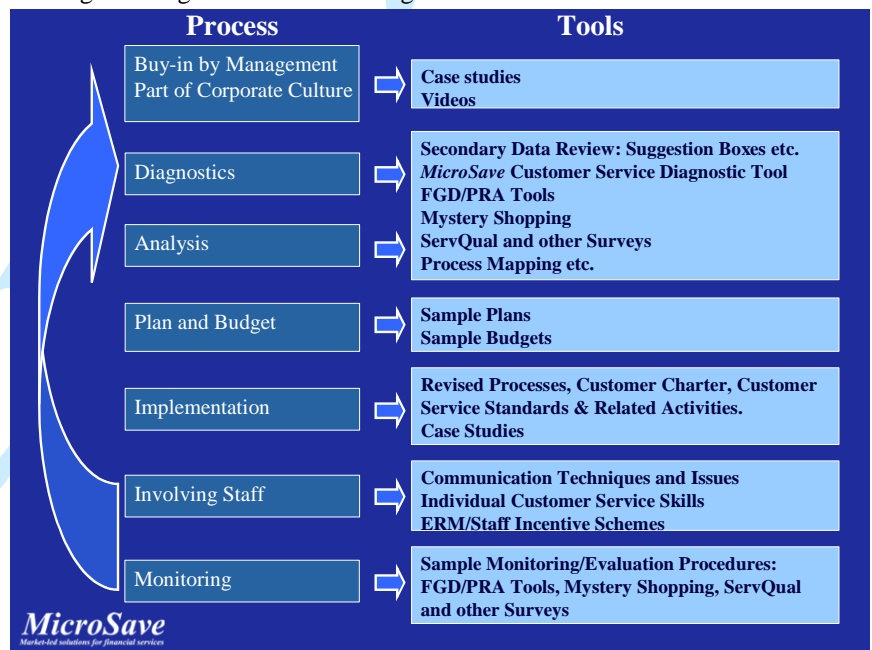 Process
Tools
Buy-in by Management
Part of Corporate Culture
Case studies
Videos
Diagnostics
Analysis
Secondary Data Review: Suggestion Boxes etc.
MicroSave Customer Service Diagnostic Tool
FGD/PRA Tools
Mystery Shopping
ServQual and other Surveys
Process Mapping etc.
Plan and Budget
Sample Plans
Sample Budgets
Implementation
Revised Processes, Customer Charter, Customer
Service Standards & Related Activities.
Case Studies
Involving Staff
Communication Techniques and Issues
Individual Customer Service Skills
ERM/Staff Incentive Schemes
Monitoring
Sample Monitoring/Evaluation Procedures:
FGD/PRA Tools, Mystery Shopping, ServQual
and other Surveys
MicroSave
Market-led solutions for financial services